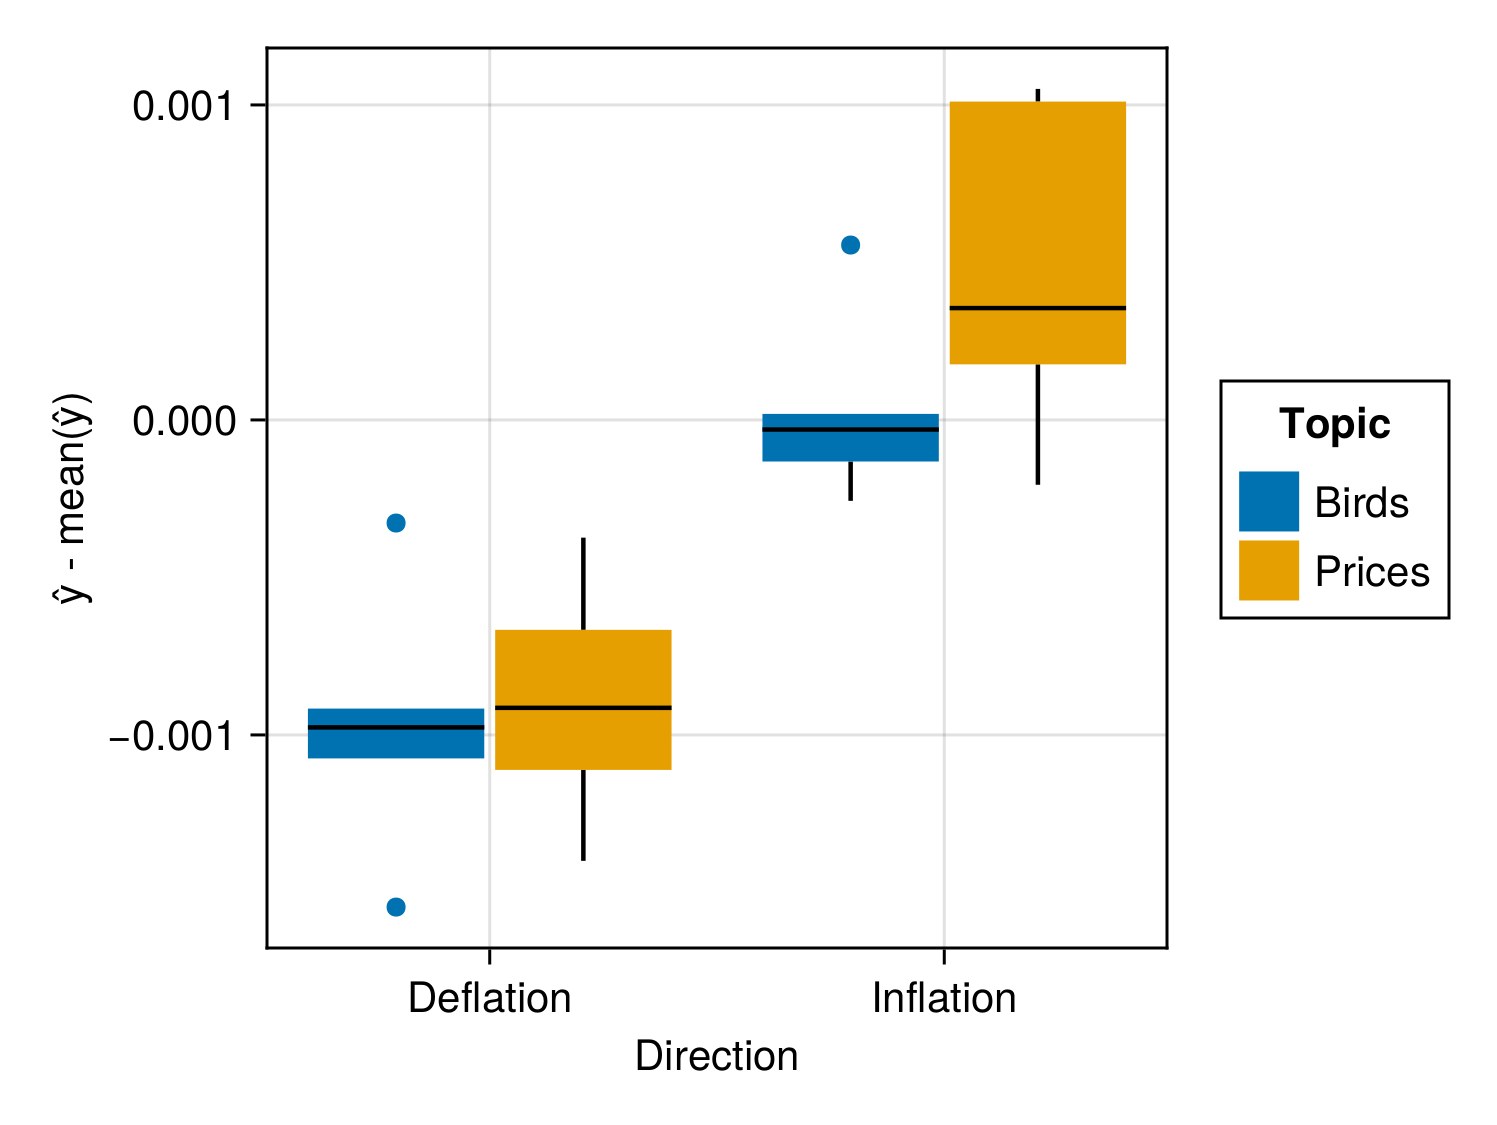 0.001
0.000
−0.001
ŷ - mean(ŷ)
Deflation
Inflation
Direction
Topic
Birds
Prices